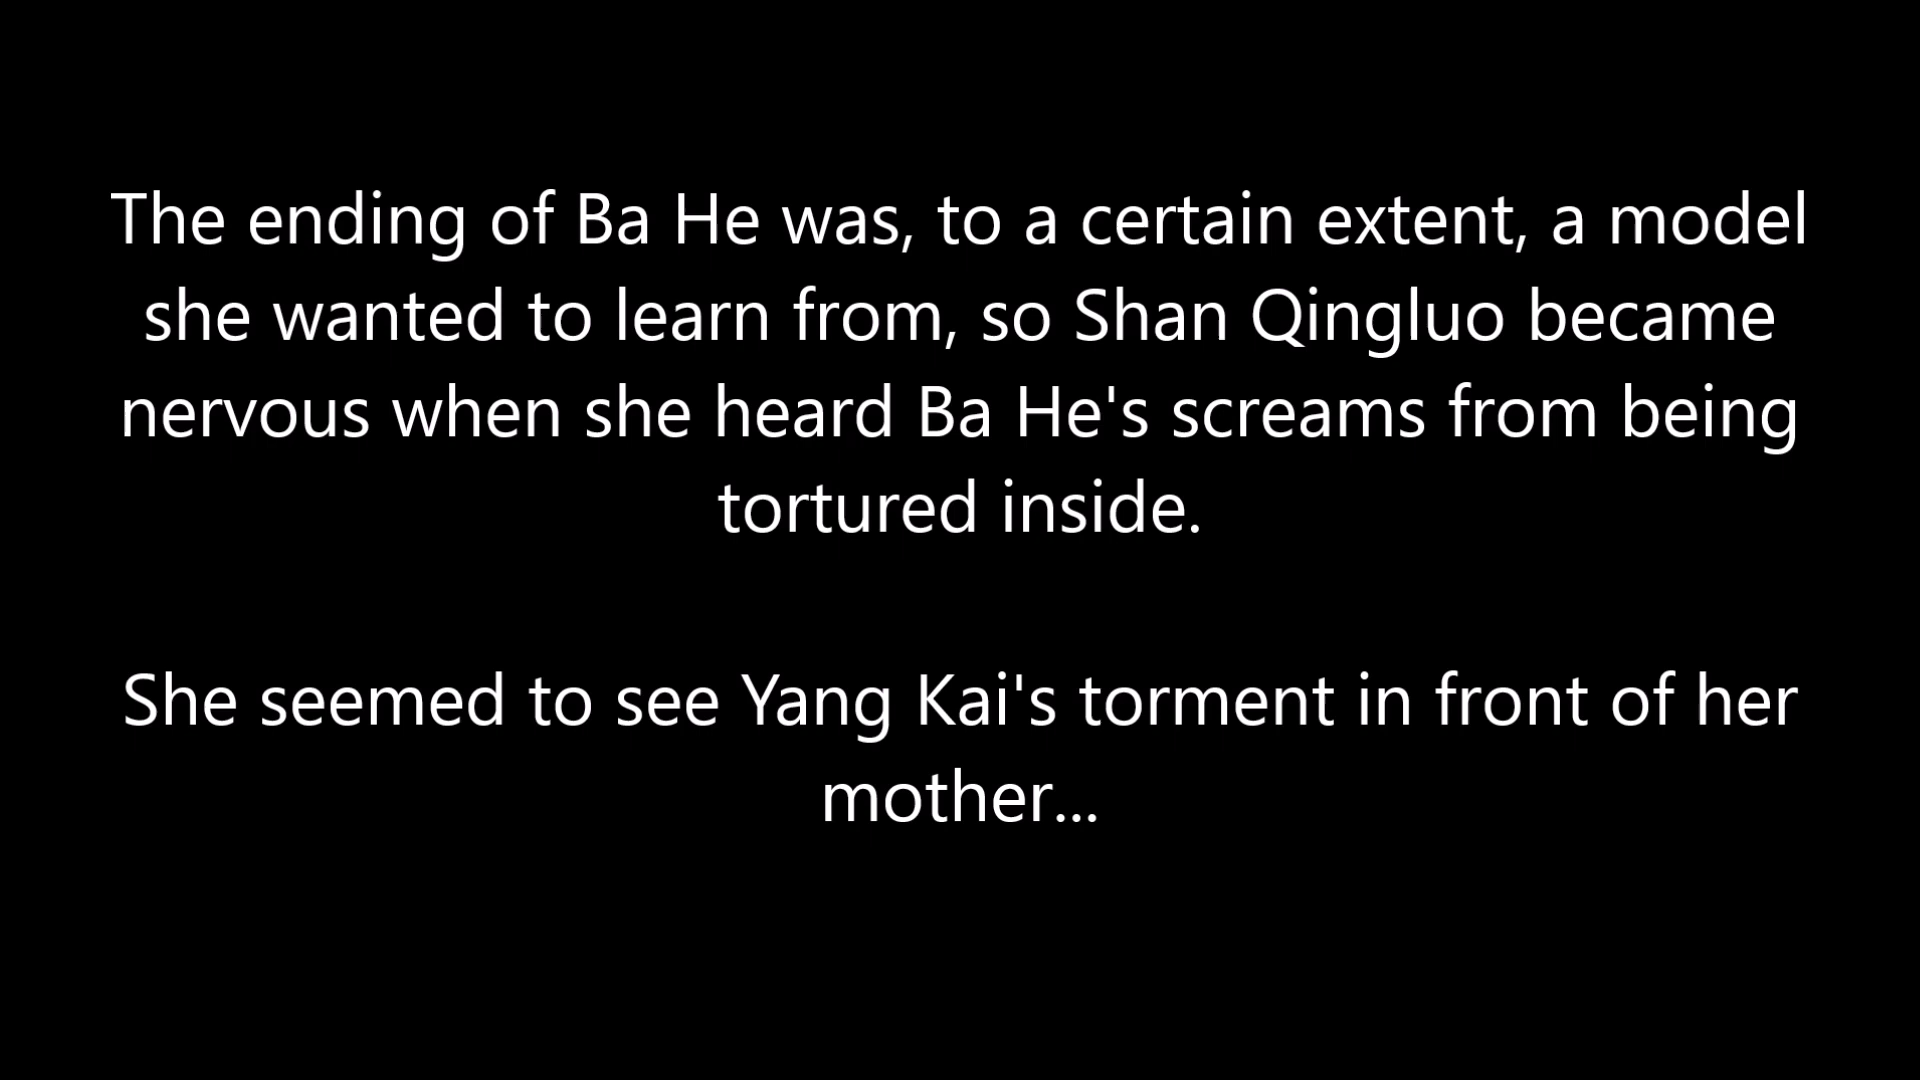 The ending of Ba He was, to a certain extent, a model
she wanted to learn from, so Shan Qingluo became
nervous when she heard Ba He's screams from being
tortured inside.
She seemed to see Yang Kai's torment in front of her
mother...